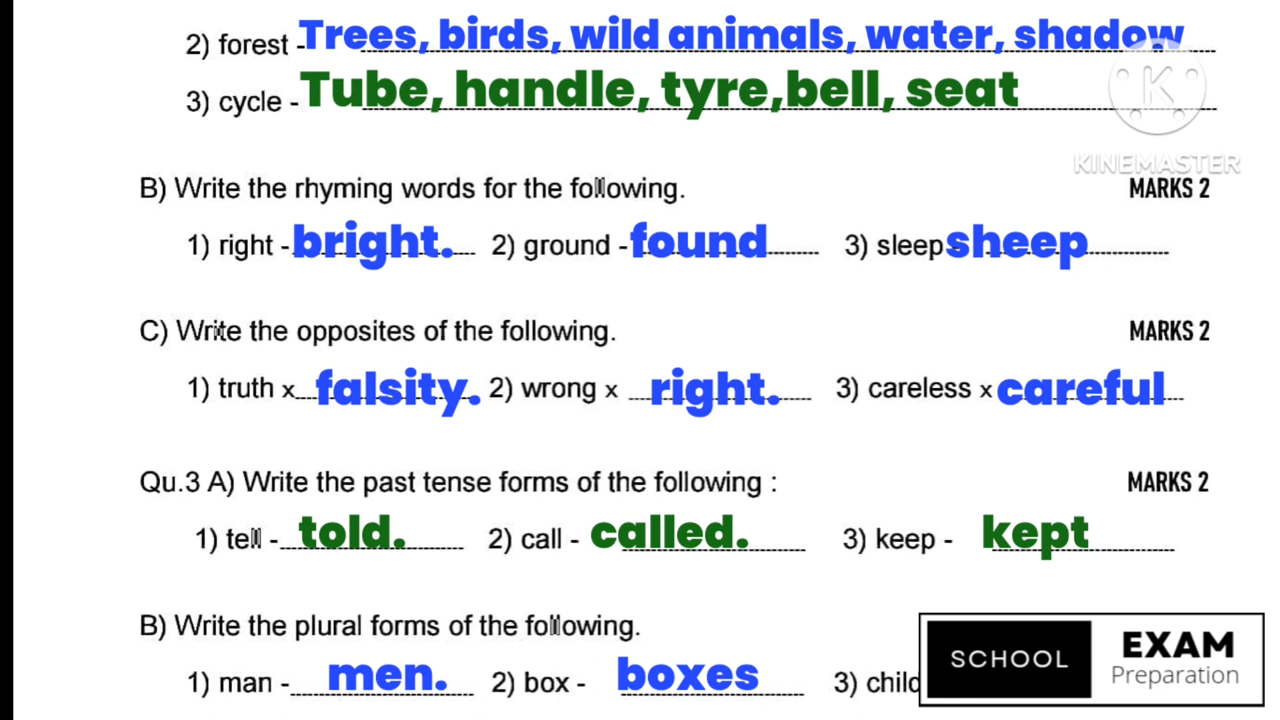 2) forest - Trees, birds, wild animals, water, shadow
3) cycle - Tube, handle, tyre,bell, seat
K
KINEMASTER
B) Write the rhyming words for the following. MARKS 2
1) right - bright. 2) ground - found 3) sleep sheep
C) Write the opposites of the following. MARKS 2
1) truth x falsity. 2) wrong x right. 3) careless x careful
Qu.3 A) Write the past tense forms of the following : MARKS 2
1) tell - told. 2) call - called. 3) keep - kept
B) Write the plural forms of the following.
1) man - men. 2) box - boxes 3) child
SCHOOL EXAM
Preparation